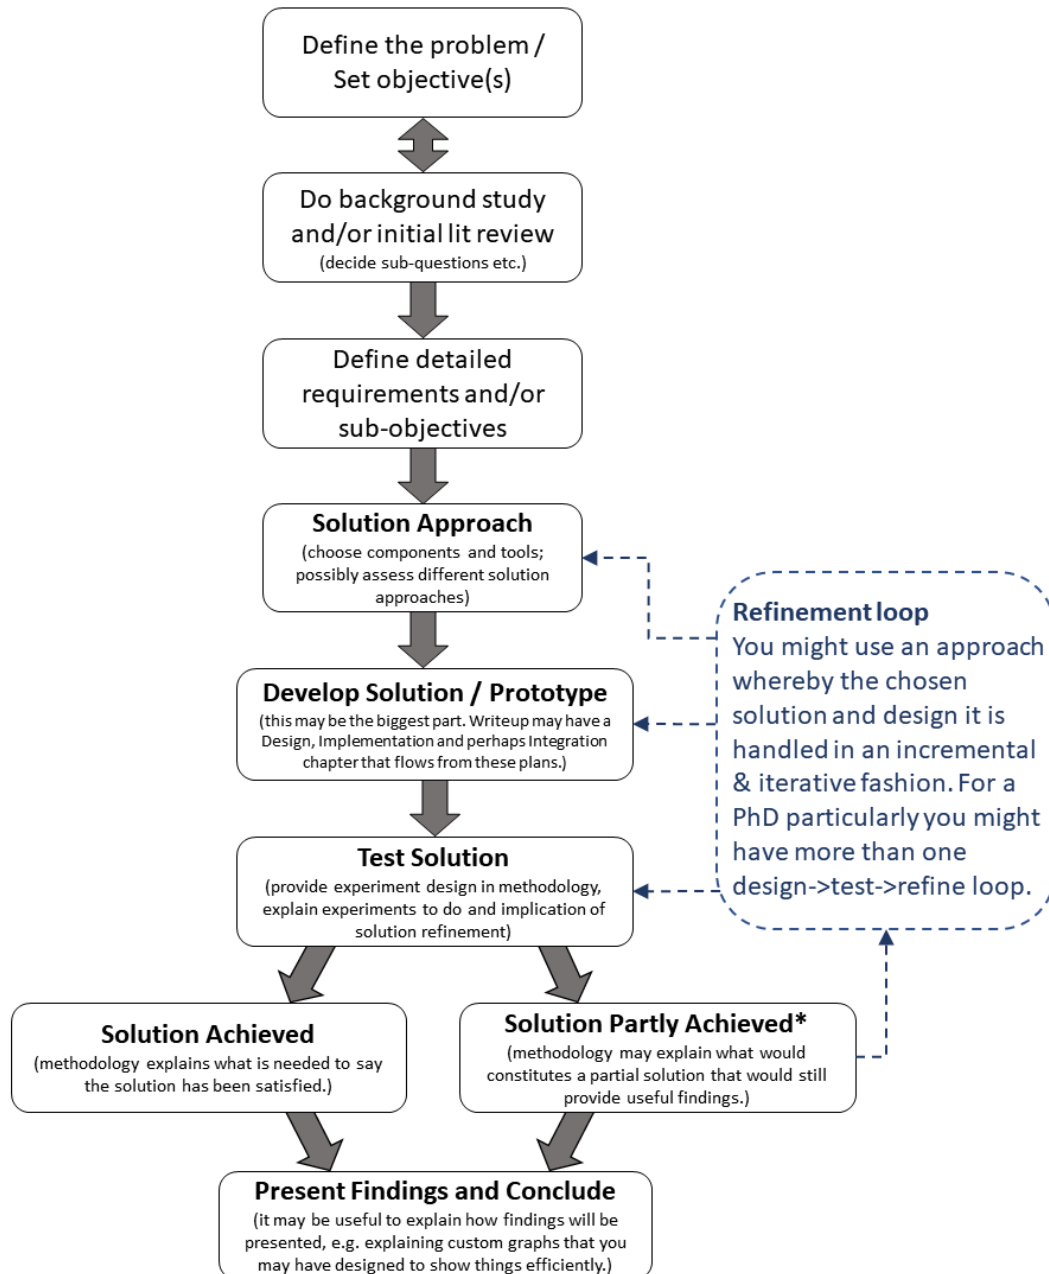 Define the problem /
Set objective(s)
Do background study
and/or initial lit review
(decide sub-questions etc.)
Define detailed
requirements and/or
sub-objectives
Solution Approach
(choose components and tools;
possibly assess different solution
approaches)
Develop Solution / Prototype
(this may be the biggest part. Writeup may have a
Design, Implementation and perhaps Integration
chapter that flows from these plans.)
Test Solution
(provide experiment design in methodology,
explain experiments to do and implication of
solution refinement)
Refinement loop
You might use an approach
whereby the chosen
solution and design it is
handled in an incremental
& iterative fashion. For a
PhD particularly you might
have more than one
design->test->refine loop.
Solution Achieved
(methodology explains what is needed to say
the solution has been satisfied.)
Solution Partly Achieved*
(methodology may explain what would
constitutes a partial solution that would still
provide useful findings.)
Present Findings and Conclude
(it may be useful to explain how findings will be
presented, e.g. explaining custom graphs that you
may have designed to show things efficiently.)